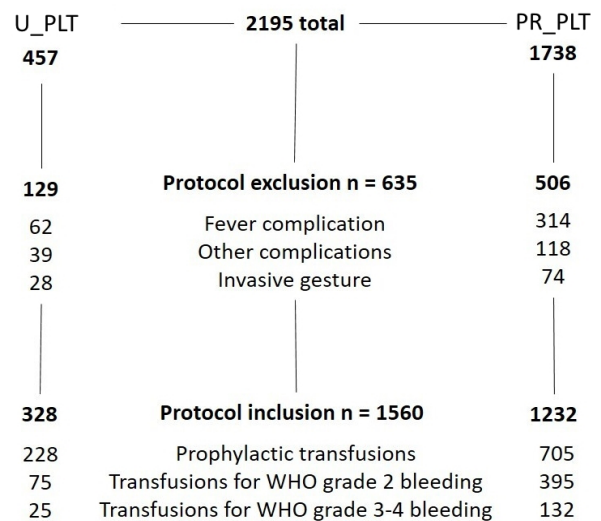 U_PLT 2195 total PR_PLT
457 1738
129 Protocol exclusion n = 635 506
62 Fever complication 314
39 Other complications 118
28 Invasive gesture 74
328 Protocol inclusion n = 1560 1232
228 Prophylactic transfusions 705
75 Transfusions for WHO grade 2 bleeding 395
25 Transfusions for WHO grade 3-4 bleeding 132